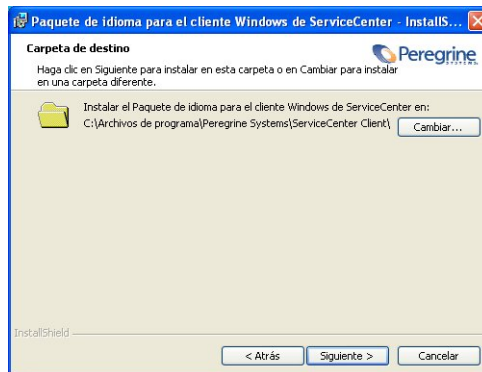 Paquete de idioma para el cliente Windows de ServiceCenter - InstallS...
Carpeta de destino
Peregrine
SYSTEMS
Haga clic en Siguiente para instalar en esta carpeta o en Cambiar para instalar
en una carpeta diferente.
Instalar el Paquete de idioma para el cliente Windows de ServiceCenter en:
C:\Archivos de programa\Peregrine Systems\ServiceCenter Client\
Cambiar...
InstallShield
< Atrás
Siguiente >
Cancelar